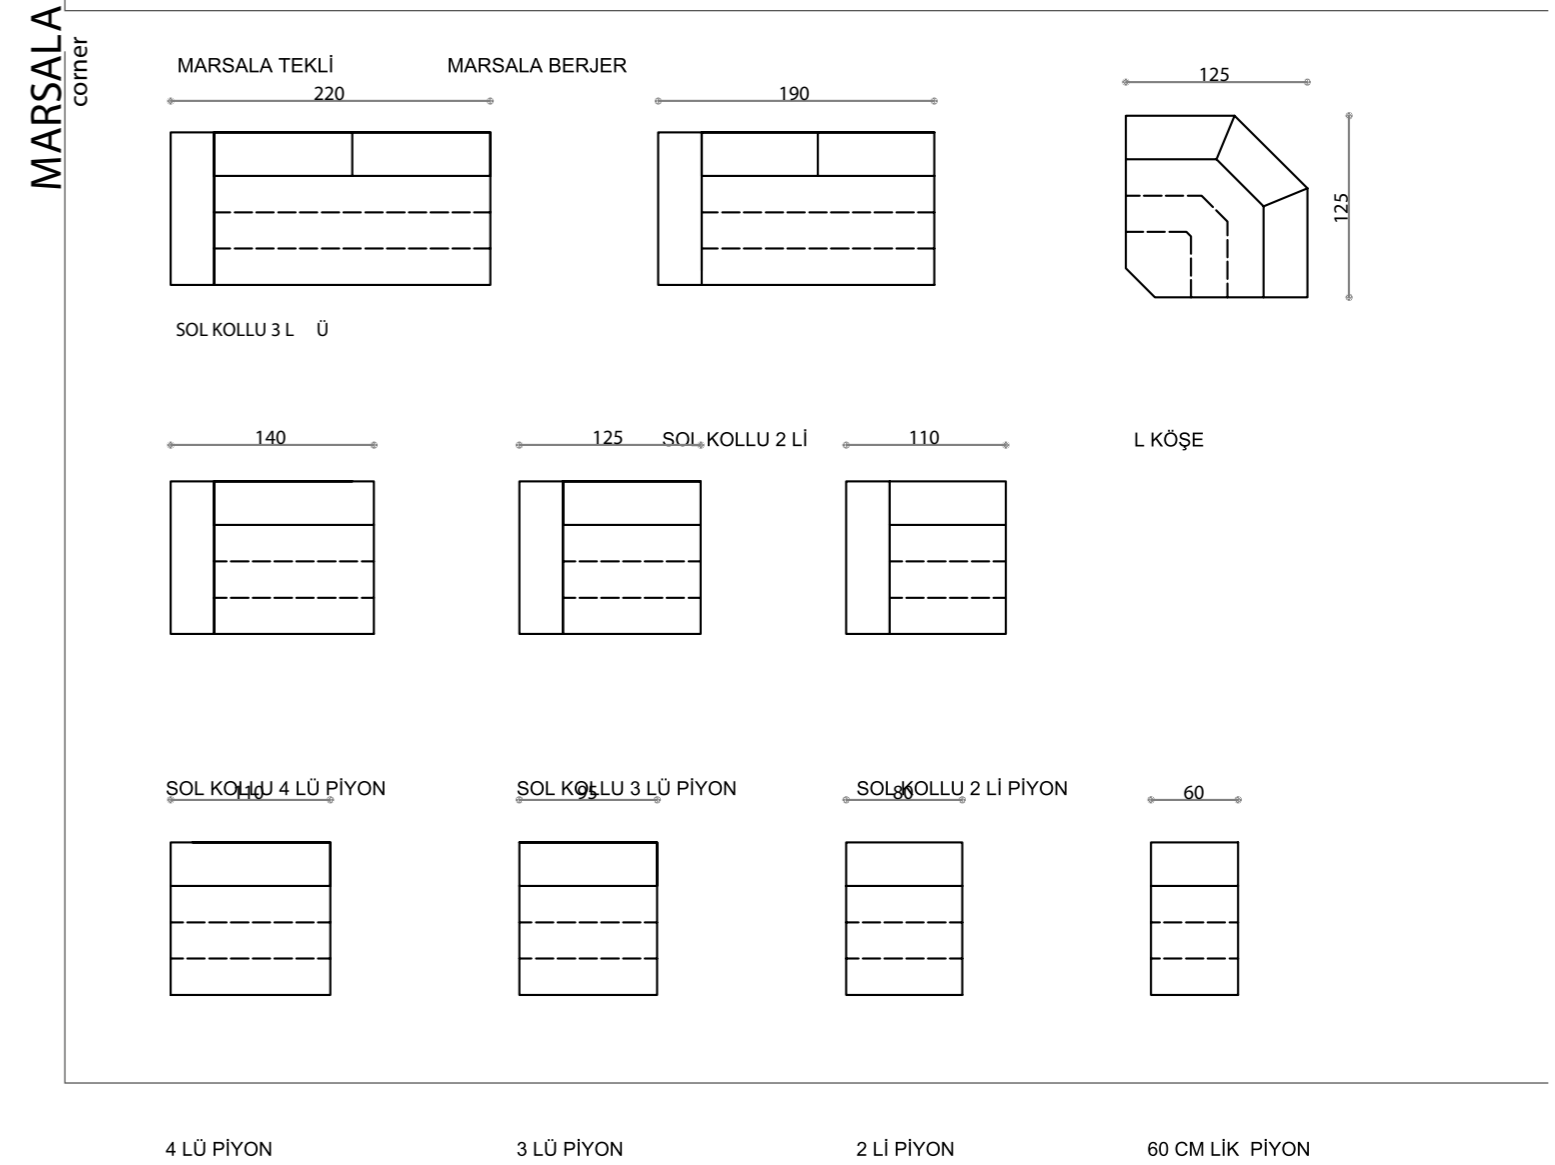 MARSALA
corner
MARSALA TEKLİ
MARSALA BERJER
220
190
125
125
SOL KOLLU 3 L Ü
140
125
SOL KOLLU 2 Lİ
110
L KÖŞE
SOL KOLLU 4 LÜ PİYON
110
SOL KOLLU 3 LÜ PİYON
95
SOL KOLLU 2 Lİ PİYON
80
60
4 LÜ PİYON
3 LÜ PİYON
2 Lİ PİYON
60 CM LİK PİYON